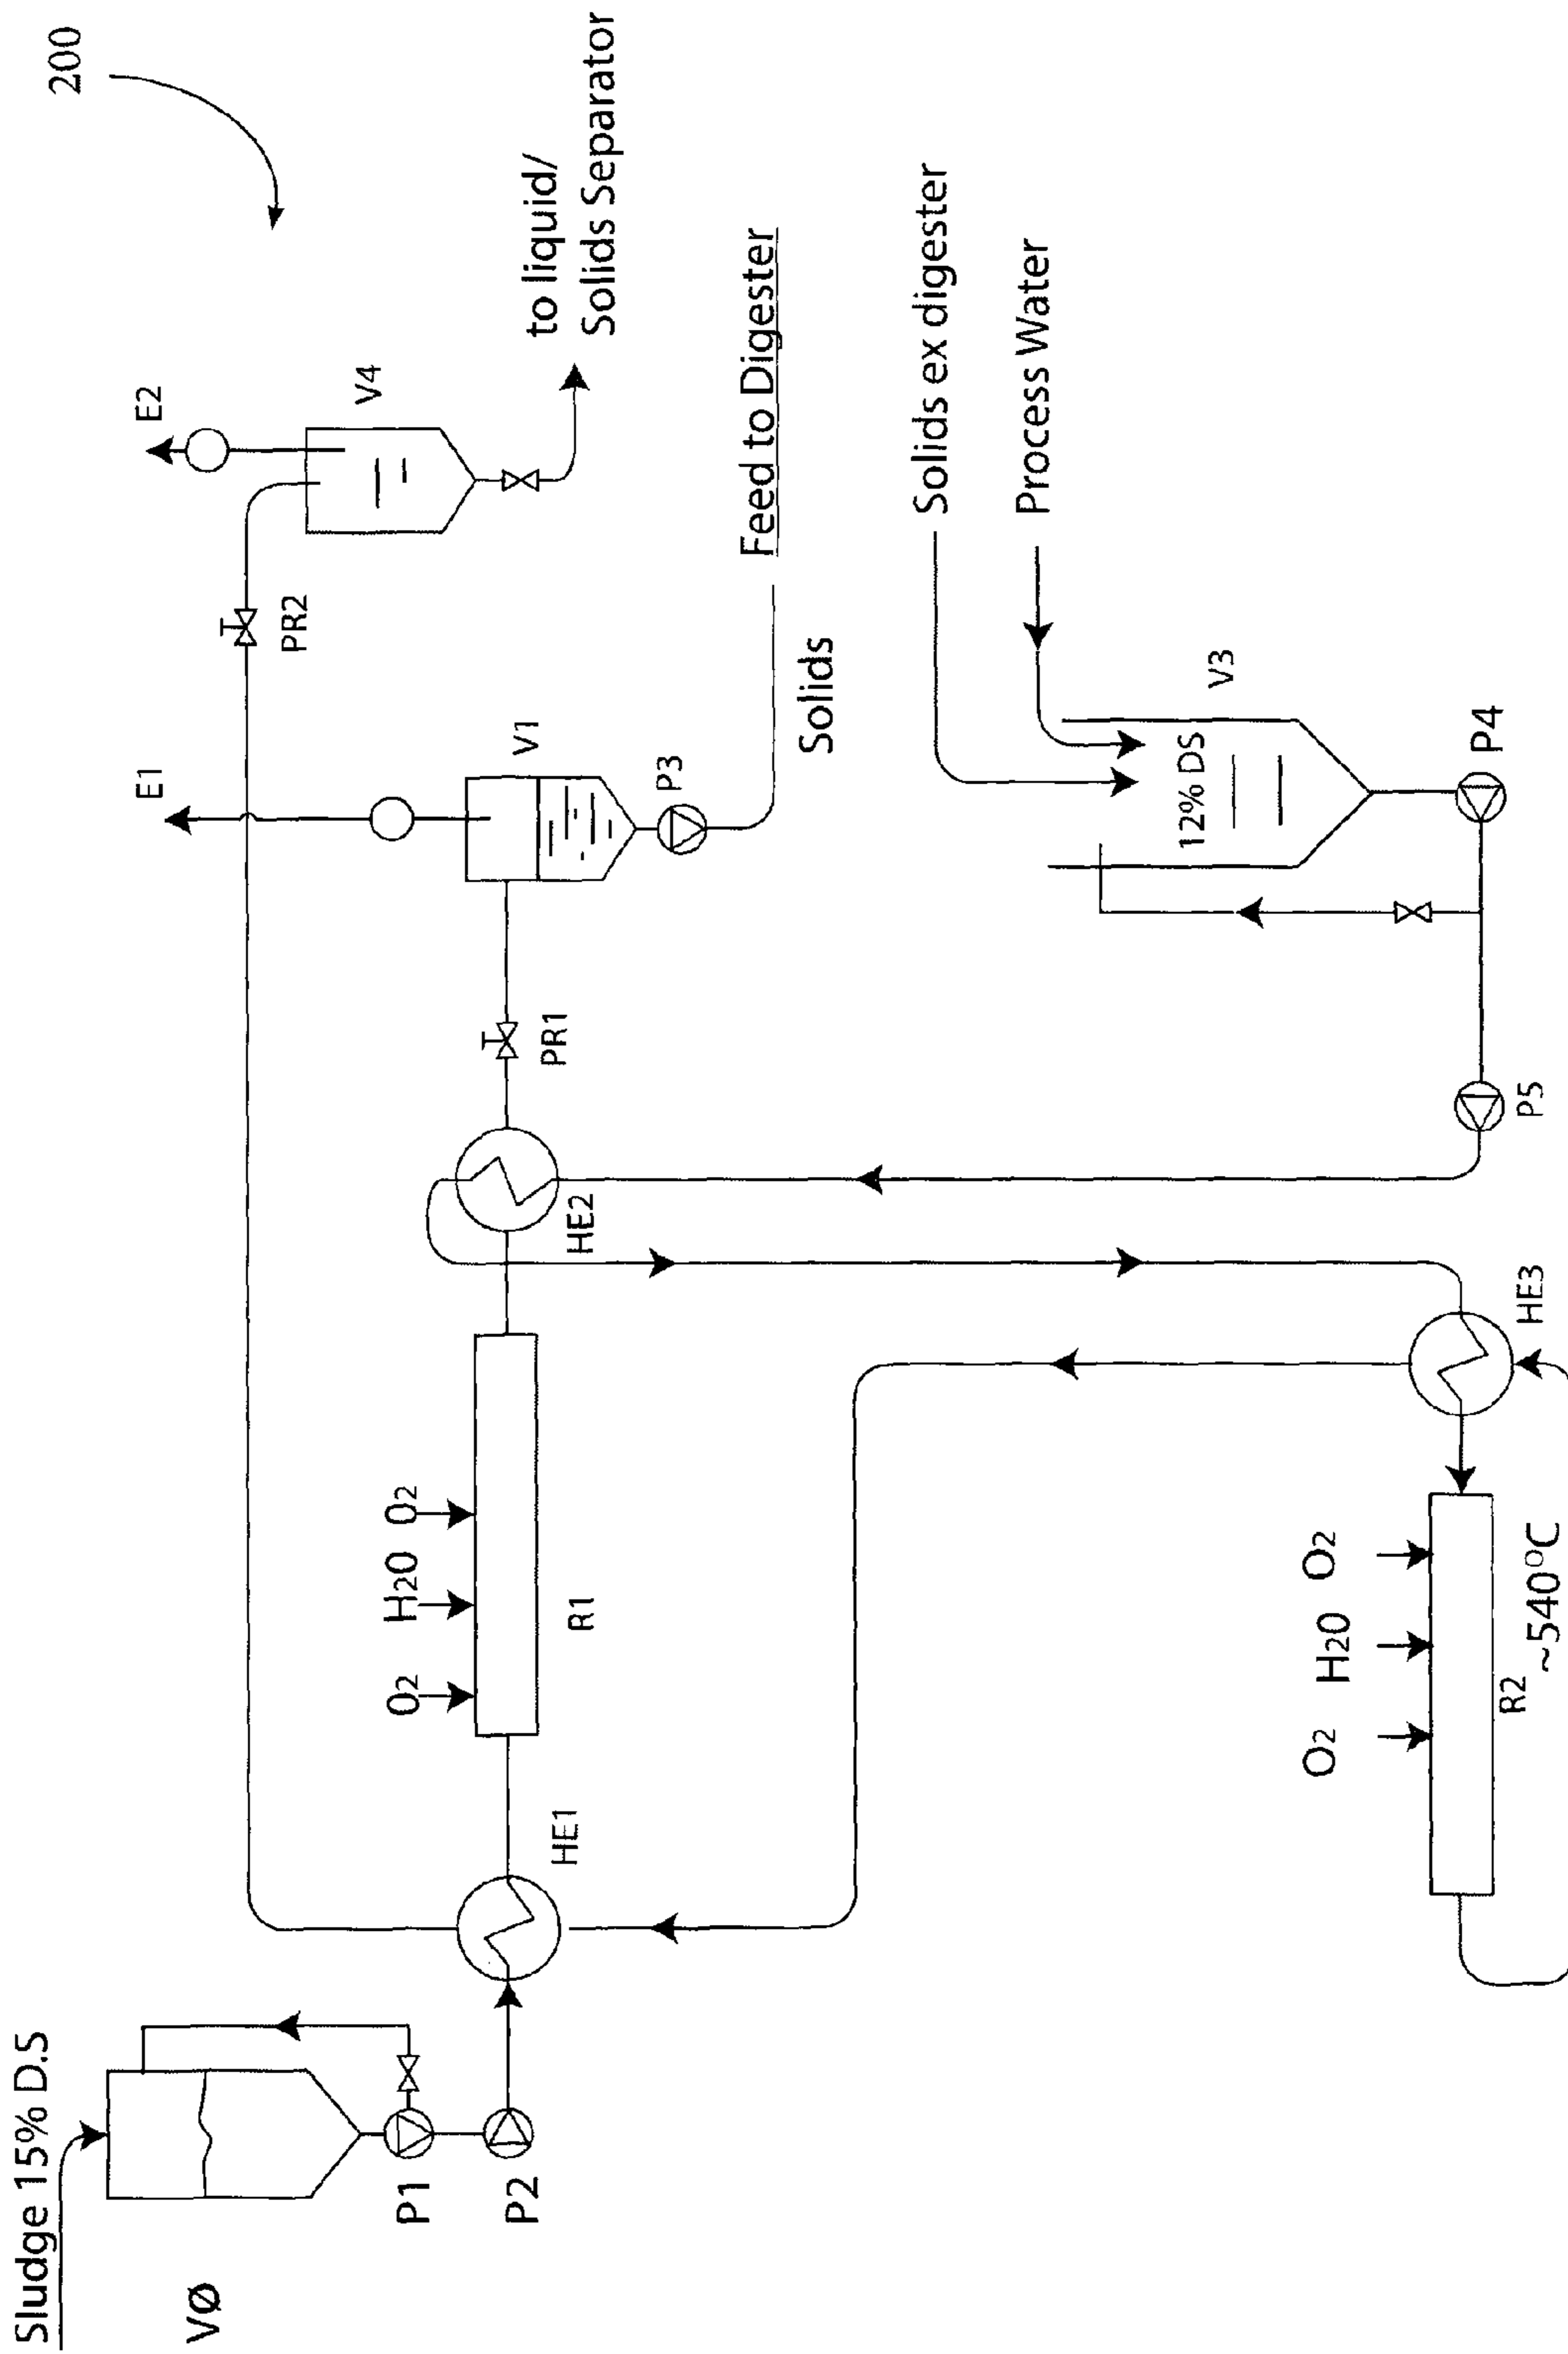 200
Sludge 15% D.S
VØ
P1
P2
HE1
O2
H2O
O2
R1
HE2
PR1
E1
V1
P3
PR2
E2
V4
to liquid/
Solids Separator
Feed to Digester
Solids
Solids ex digester
Process Water
12% DS
V3
P4
P5
HE3
O2
H2O
O2
R2
~540°C